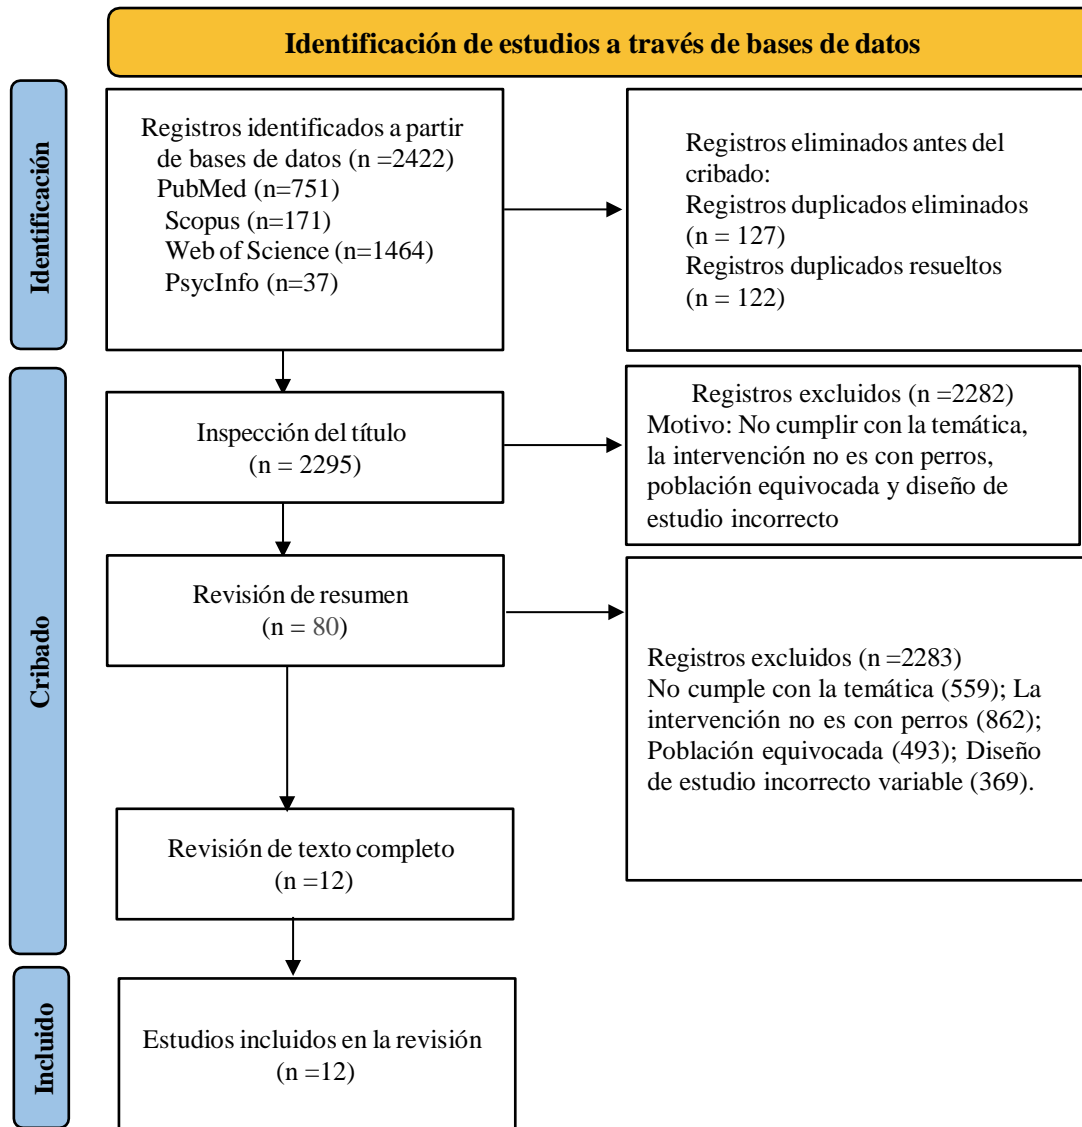 Identificación de estudios a través de bases de datos
Identificación
Registros identificados a partir
de bases de datos (n =2422)
PubMed (n=751)
Scopus (n=171)
Web of Science (n=1464)
PsycInfo (n=37)
Registros eliminados antes del
cribado:
Registros duplicados eliminados
(n = 127)
Registros duplicados resueltos
(n = 122)
Cribado
Inspección del título
(n = 2295)
Registros excluidos (n =2282)
Motivo: No cumplir con la temática,
la intervención no es con perros,
población equivocada y diseño de
estudio incorrecto
Revisión de resumen
(n = 80)
Registros excluidos (n =2283)
No cumple con la temática (559); La
intervención no es con perros (862);
Población equivocada (493); Diseño
de estudio incorrecto variable (369).
Revisión de texto completo
(n =12)
Incluido
Estudios incluidos en la revisión
(n =12)